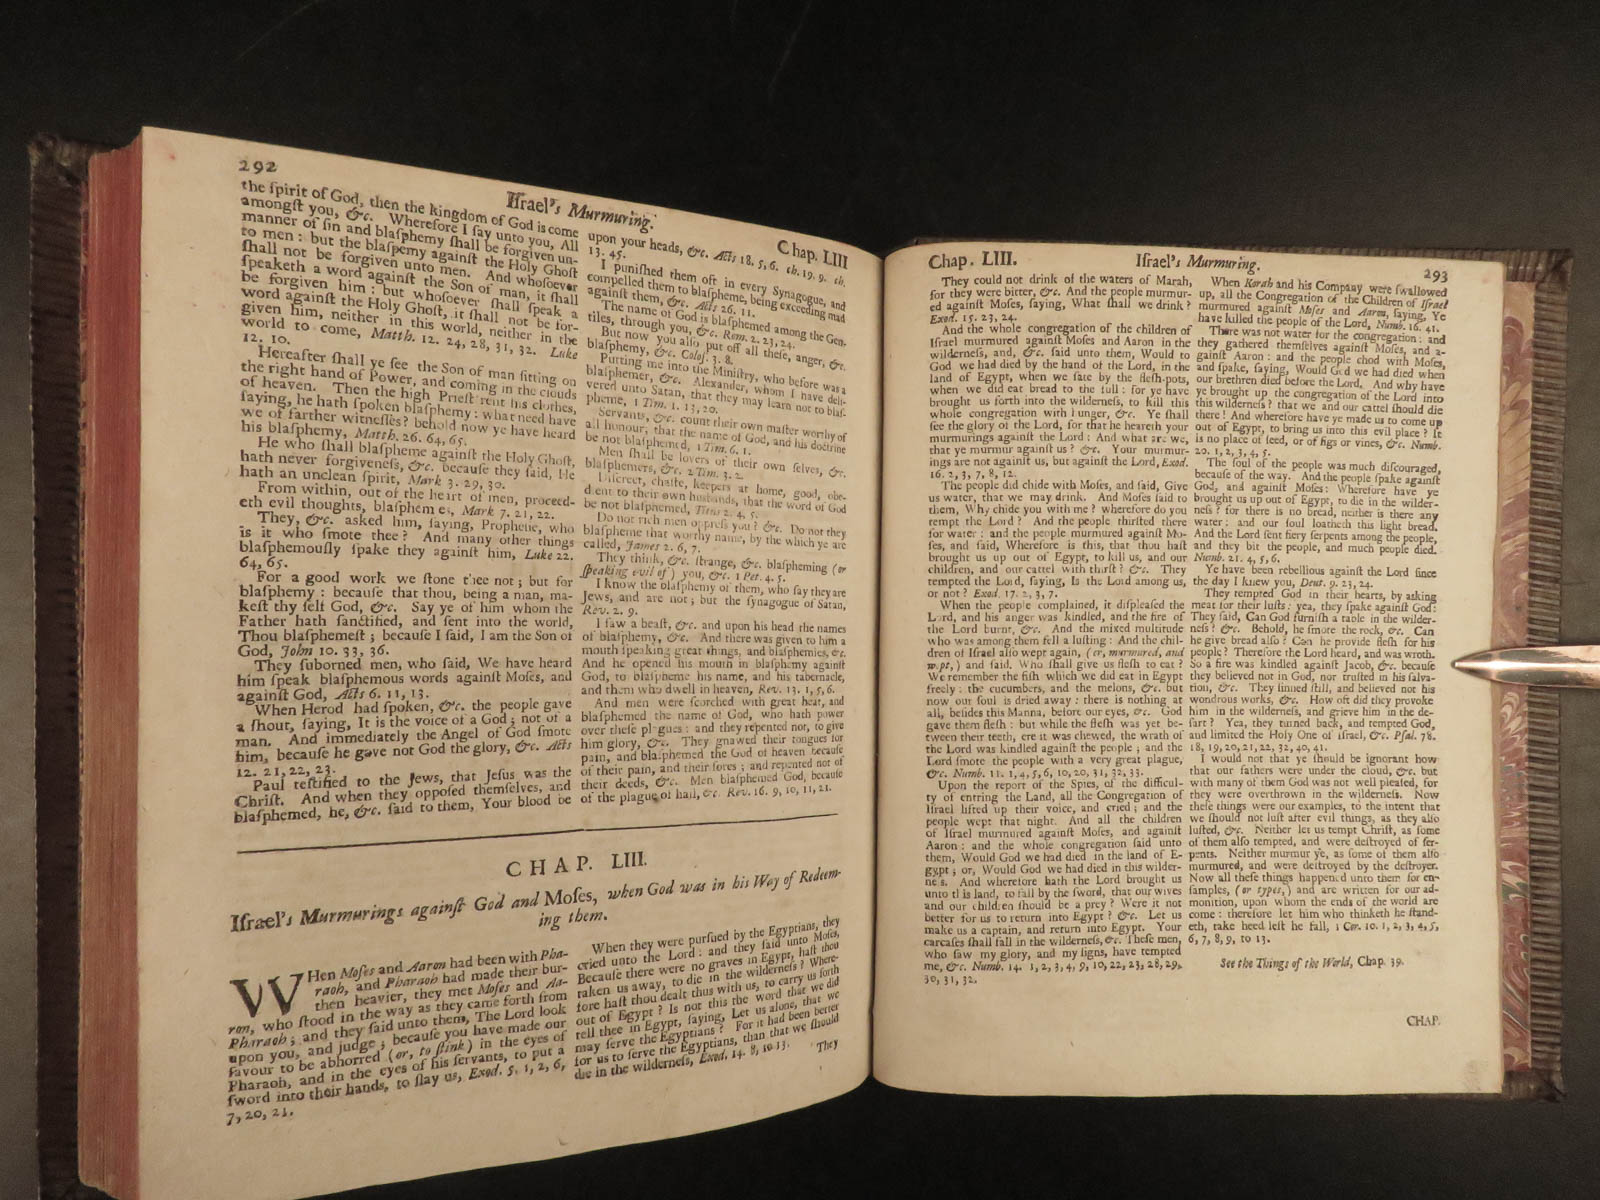 292
Iſrael's Murmuring.
Chap. LIII
the ſpirit of God, then the kingdom of God is come
amongſt you, &c. Wherefore I ſay unto you, All
manner of ſin and blaſphemy ſhall be forgiven un-
to men: but the blaſpemy againſt the Holy Ghoſt
ſhall not be forgiven unto men. And whoſoever
ſpeaketh a word againſt the Son of man, it ſhall
be forgiven him: but whoſoever ſhall ſpeak a
word againſt the Holy Ghoſt, it ſhall not be for-
given him, neither in this world, neither in the
world to come, Matth. 12. 24, 28, 31, 32. Luke
12. 10.
Hereafter ſhall ye ſee the Son of man ſitting on
the right hand of Power, and coming in the clouds
of heaven. Then the high Prieſt rent his clothes,
ſaying, he hath ſpoken blaſphemy: what need have
we of farther witneſſes? behold now ye have heard
his blaſphemy, Matth. 26. 64, 65.
He who ſhall blaſpheme againſt the Holy Ghoſt,
hath never forgiveneſs, &c. becauſe they ſaid, He
hath an unclean ſpirit, Mark 3. 29, 30.
From within, out of the heart of men, proceed-
eth evil thoughts, blaſphemies, Mark 7. 21, 22.
They, &c. asked him, ſaying, Propheſie, who
is it who ſmote thee? And many other things
blaſphemouſly ſpake they againſt him, Luke 22.
64, 65.
For a good work we ſtone thee not; but for
blaſphemy: becauſe that thou, being a man, ma-
keſt thy ſelf God, &c. Say ye of him whom the
Father hath ſanctified, and ſent into the world,
Thou blaſphemeſt; becauſe I ſaid, I am the Son of
God, John 10. 33, 36.
They ſuborned men, who ſaid, We have heard
him ſpeak blaſphemous words againſt Moſes, and
againſt God, Acts 6. 11, 13.
When Herod had ſpoken, &c. the people gave
a ſhout, ſaying, It is the voice of a God; not of a
man. And immediately the Angel of God ſmote
him, becauſe he gave not God the glory, &c. Acts
12. 21, 22, 23.
Paul teſtified to the Jews, that Jeſus was the
Chriſt. And when they oppoſed themſelves, and
blaſphemed, he, &c. ſaid to them, Your blood be
upon your heads, &c. Acts 18. 5, 6. ch. 19. 9. ch.
13. 45.
I puniſhed them oft in every Synagogue, and
compelled them to blaſpheme, being exceeding mad
againſt them, &c. Acts 26. 11.
The name of God is blaſphemed among the Gen-
tiles, through you, &c. Rom. 2. 23, 24.
But now you alſo put off all theſe, anger, &c.
blaſphemy, &c. Coloſ. 3. 8.
Putting me into the Miniſtry, who before was a
blaſphemer, &c. Alexander, whom I have deli-
vered unto Satan, that they may learn not to blaſ-
pheme, 1 Tim. 1. 13, 20.
Servants, &c. count their own maſter worthy of
all honour, that the name of God, and his doctrine
be not blaſphemed, 1 Tim. 6. 1.
Men ſhall be lovers of their own ſelves, &c.
blaſphemers, &c. 2 Tim. 3. 2.
Diſcreet, chaſte, keepers at home, good, obe-
dient to their own husbands, that the word of God
be not blaſphemed, Titus 2. 4, 5.
Do not rich men oppreſs you? &c. Do not they
blaſpheme that worthy name, by the which ye are
called, James 2. 6, 7.
They think, &c. ſtrange, &c. blaſpheming (or
ſpeaking evil of) you, &c. 1 Pet. 4. 5.
I know the blaſphemy of them, who ſay they are
Jews, and are not; but the ſynagogue of Satan,
Rev. 2. 9.
I ſaw a beaſt, &c. and upon his head the names
of blaſphemy, &c. And there was given to him a
mouth ſpeaking great things, and blaſphemies, &c.
And he opened his mouth in blaſphemy againſt
God, to blaſpheme his name, and his tabernacle,
and them who dwell in heaven, Rev. 13. 1, 5, 6.
And men were ſcorched with great heat, and
blaſphemed the name of God, who hath power
over theſe plagues: and they repented not, to give
him glory, &c. They gnawed their tongues for
pain, and blaſphemed the God of heaven becauſe
of their pain, and their ſores; and repented not of
their deeds, &c. Men blaſphemed God, becauſe
of the plague of hail, &c. Rev. 16. 9, 10, 11, 21.
CHAP. LIII.
Iſrael's Murmurings againſt God and Moſes, when God was in his Way of Redeem-
ing them.
WHen Moſes and Aaron had been with Pha-
raoh, and Pharaoh had made their bur-
then heavier, they met Moſes and Aa-
ron, who ſtood in the way as they came forth from
Pharaoh; and they ſaid unto them, The Lord look
upon you, and judge; becauſe you have made our
ſavour to be abhorred (or, to ſtink) in the eyes of
Pharaoh, and in the eyes of his ſervants, to put a
ſword into their hands, to ſlay us, Exod. 5. 1, 2, 6,
7, 20, 21.
When they were purſued by the Egyptians, they
cried unto the Lord: and they ſaid unto Moſes,
Becauſe there were no graves in Egypt, haſt thou
taken us away, to die in the wilderneſs? Where-
fore haſt thou dealt thus with us, to carry us forth
out of Egypt? Is not this the word that we did
tell thee in Egypt, ſaying, Let us alone, that we
may ſerve the Egyptians? For it had been better
for us to ſerve the Egyptians, than that we ſhould
die in the wilderneſs, Exod. 14. 8, 10-13.
They
Chap. LIII.
Iſrael's Murmuring.
293
They could not drink of the waters of Marah,
for they were bitter, &c. And the people murmur-
ed againſt Moſes, ſaying, What ſhall we drink?
Exod. 15. 23, 24.
And the whole congregation of the children of
Iſrael murmured againſt Moſes and Aaron in the
wilderneſs, and, &c. ſaid unto them, Would to
God we had died by the hand of the Lord, in the
land of Egypt, when we ſate by the fleſh-pots,
when we did eat bread to the full: for ye have
brought us forth into the wilderneſs, to kill this
whole congregation with hunger, &c. Ye ſhall
ſee the glory of the Lord, for that he heareth your
murmurings againſt the Lord: And what are we,
that ye murmur againſt us? &c. Your murmur-
ings are not againſt us, but againſt the Lord, Exod.
16. 2, 3, 7, 8, 12.
The people did chide with Moſes, and ſaid, Give
us water, that we may drink. And Moſes ſaid to
them, Why chide you with me? wherefore do you
tempt the Lord? And the people thirſted there
for water: and the people murmured againſt Mo-
ſes, and ſaid, Wherefore is this, that thou haſt
brought us up out of Egypt, to kill us, and our
children, and our cattel with thirſt? &c. They
tempted the Lord, ſaying, Is the Lord among us,
or not? Exod. 17. 2, 3, 7.
When the people complained, it diſpleaſed the
Lord, and his anger was kindled, and the fire of
the Lord burnt, &c. And the mixed multitude
who was among them fell a luſting: And the chil-
dren of Iſrael alſo wept again, (or, murmured, and
wept,) and ſaid, Who ſhall give us fleſh to eat?
We remember the fiſh which we did eat in Egypt
freely: the cucumbers, and the melons, &c. but
now our ſoul is dried away: there is nothing at
all, beſides this Manna, before our eyes, &c. God
gave them fleſh: but while the fleſh was yet be-
tween their teeth, ere it was chewed, the wrath of
the Lord was kindled againſt the people; and the
Lord ſmote the people with a very great plague,
&c. Numb. 11. 1, 4, 5, 6, 10, 20, 31, 32, 33.
Upon the report of the Spies, of the difficul-
ty of entring the Land, all the Congregation of
Iſrael lifted up their voice, and cried; and the
people wept that night. And all the children
of Iſrael murmured againſt Moſes, and againſt
Aaron: and the whole congregation ſaid unto
them, Would God we had died in the land of E-
gypt; or, Would God we had died in this wilder-
neſs. And wherefore hath the Lord brought us
unto this land, to fall by the ſword, that our wives
and our children ſhould be a prey? Were it not
better for us to return into Egypt? &c. Let us
make us a captain, and return into Egypt. Your
carcaſes ſhall fall in the wilderneſs, &c. Theſe men,
who ſaw my glory, and my ſigns, have tempted
me, &c. Numb. 14. 1, 2, 3, 4, 9, 10, 22, 23, 28, 29,
30, 31, 32.
When Korah and his Company were ſwallowed
up, all the Congregation of the Children of Iſrael
murmured againſt Moſes and Aaron, ſaying, Ye
have killed the people of the Lord, Numb. 16. 41.
There was not water for the congregation: and
they gathered themſelves againſt Moſes, and a-
gainſt Aaron: and the people chod with Moſes,
and ſpake, ſaying, Would God we had died when
our brethren died before the Lord. And why have
ye brought up the congregation of the Lord into
this wilderneſs? that we and our cattel ſhould die
there! And wherefore have ye made us to come up
out of Egypt, to bring us into this evil place? It
is no place of ſeed, or of figs or vines, &c. Numb.
20. 1, 2, 3, 4, 5.
The ſoul of the people was much diſcouraged,
becauſe of the way. And the people ſpake againſt
God, and againſt Moſes: Wherefore have ye
brought us up out of Egypt, to die in the wilder-
neſs? for there is no bread, neither is there any
water: and our ſoul loatheth this light bread.
And the Lord ſent fiery ſerpents among the people,
and they bit the people, and much people died.
Numb. 21. 4, 5, 6.
Ye have been rebellious againſt the Lord ſince
the day I knew you, Deut. 9. 23, 24.
They tempted God in their hearts, by asking
meat for their luſts: yea, they ſpake againſt God:
They ſaid, Can God furniſh a table in the wilder-
neſs? &c. Behold, he ſmote the rock, &c. Can
he give bread alſo? Can he provide fleſh for his
people? Therefore the Lord heard, and was wroth.
So a fire was kindled againſt Jacob, &c. becauſe
they believed not in God, nor truſted in his ſalva-
tion, &c. They ſinned ſtill, and believed not his
wondrous works, &c. How oft did they provoke
him in the wilderneſs, and grieve him in the de-
ſart? Yea, they turned back, and tempted God,
and limited the Holy One of Iſrael, &c. Pſal. 78.
18, 19, 20, 21, 22, 32, 40, 41.
I would not that ye ſhould be ignorant how
that our fathers were under the cloud, &c. but
with many of them God was not well pleaſed, for
they were overthrown in the wilderneſs. Now
theſe things were our examples, to the intent that
we ſhould not luſt after evil things, as they alſo
luſted, &c. Neither let us tempt Chriſt, as ſome
of them alſo tempted, and were deſtroyed of ſer-
pents. Neither murmur ye, as ſome of them alſo
murmured, and were deſtroyed by the deſtroyer.
Now all theſe things happened unto them for en-
ſamples, (or types,) and are written for our ad-
monition, upon whom the ends of the world are
come: therefore let him who thinketh he ſtand-
eth, take heed leſt he fall, 1 Cor. 10. 1, 2, 3, 4, 5,
6, 7, 8, 9, to 13.
See the Things of the World, Chap. 39.
CHAP.